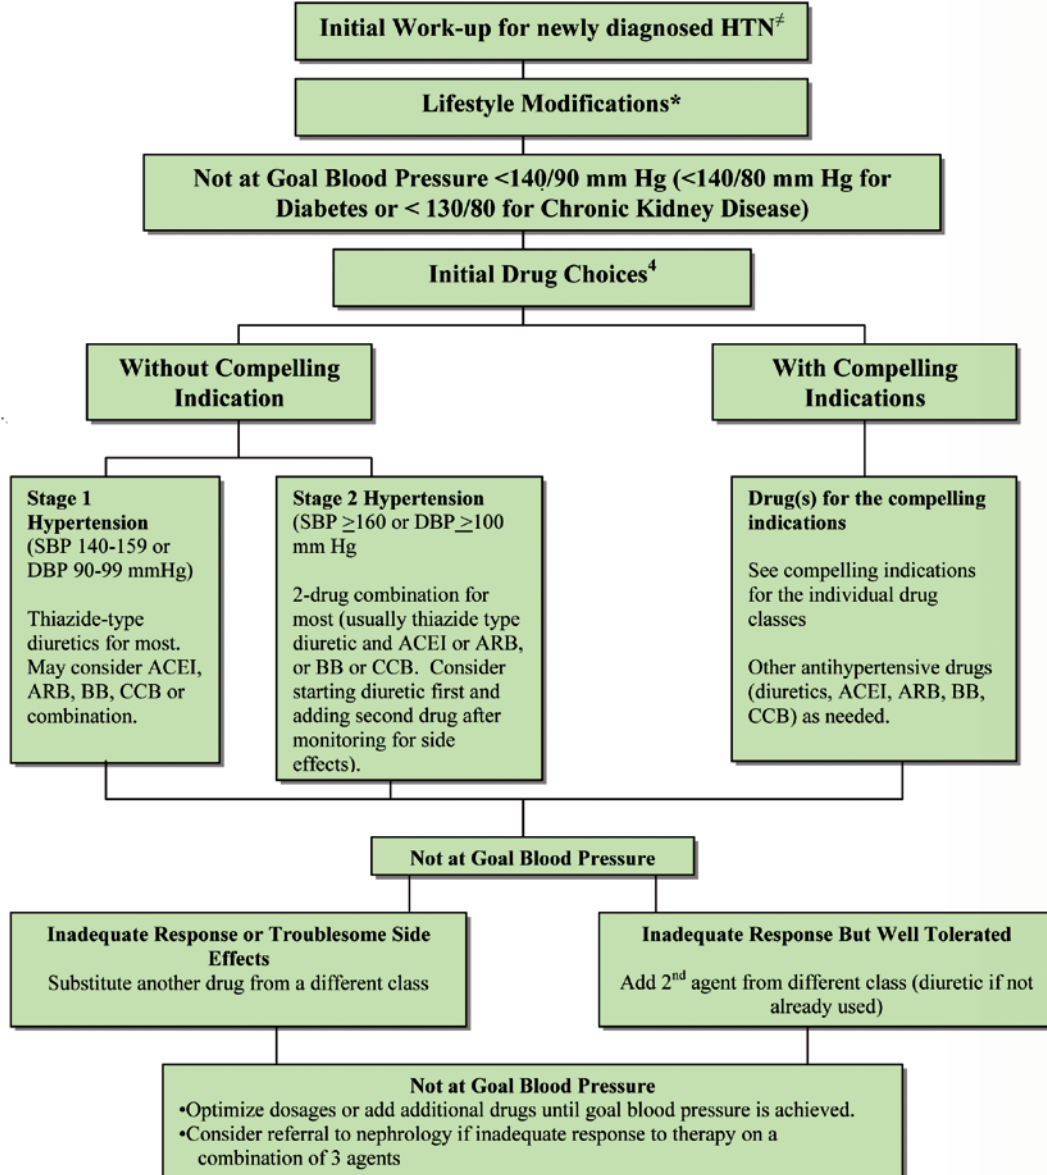 Initial Work-up for newly diagnosed HTN≠
Lifestyle Modifications*
Not at Goal Blood Pressure <140/90 mm Hg (<140/80 mm Hg for
Diabetes or < 130/80 for Chronic Kidney Disease)
Initial Drug Choices4
Without Compelling
Indication
With Compelling
Indications
Stage 1
Hypertension
(SBP 140-159 or
DBP 90-99 mmHg)
Thiazide-type
diuretics for most.
May consider ACEI,
ARB, BB, CCB or
combination.
Stage 2 Hypertension
(SBP ≥160 or DBP ≥100
mm Hg
2-drug combination for
most (usually thiazide type
diuretic and ACEI or ARB,
or BB or CCB.  Consider
starting diuretic first and
adding second drug after
monitoring for side
effects).
Drug(s) for the compelling
indications
See compelling indications
for the individual drug
classes
Other antihypertensive drugs
(diuretics, ACEI, ARB, BB,
CCB) as needed.
Not at Goal Blood Pressure
Inadequate Response or Troublesome Side
Effects
Substitute another drug from a different class
Inadequate Response But Well Tolerated
Add 2nd agent from different class (diuretic if not
already used)
Not at Goal Blood Pressure
•Optimize dosages or add additional drugs until goal blood pressure is achieved.
•Consider referral to nephrology if inadequate response to therapy on a
combination of 3 agents